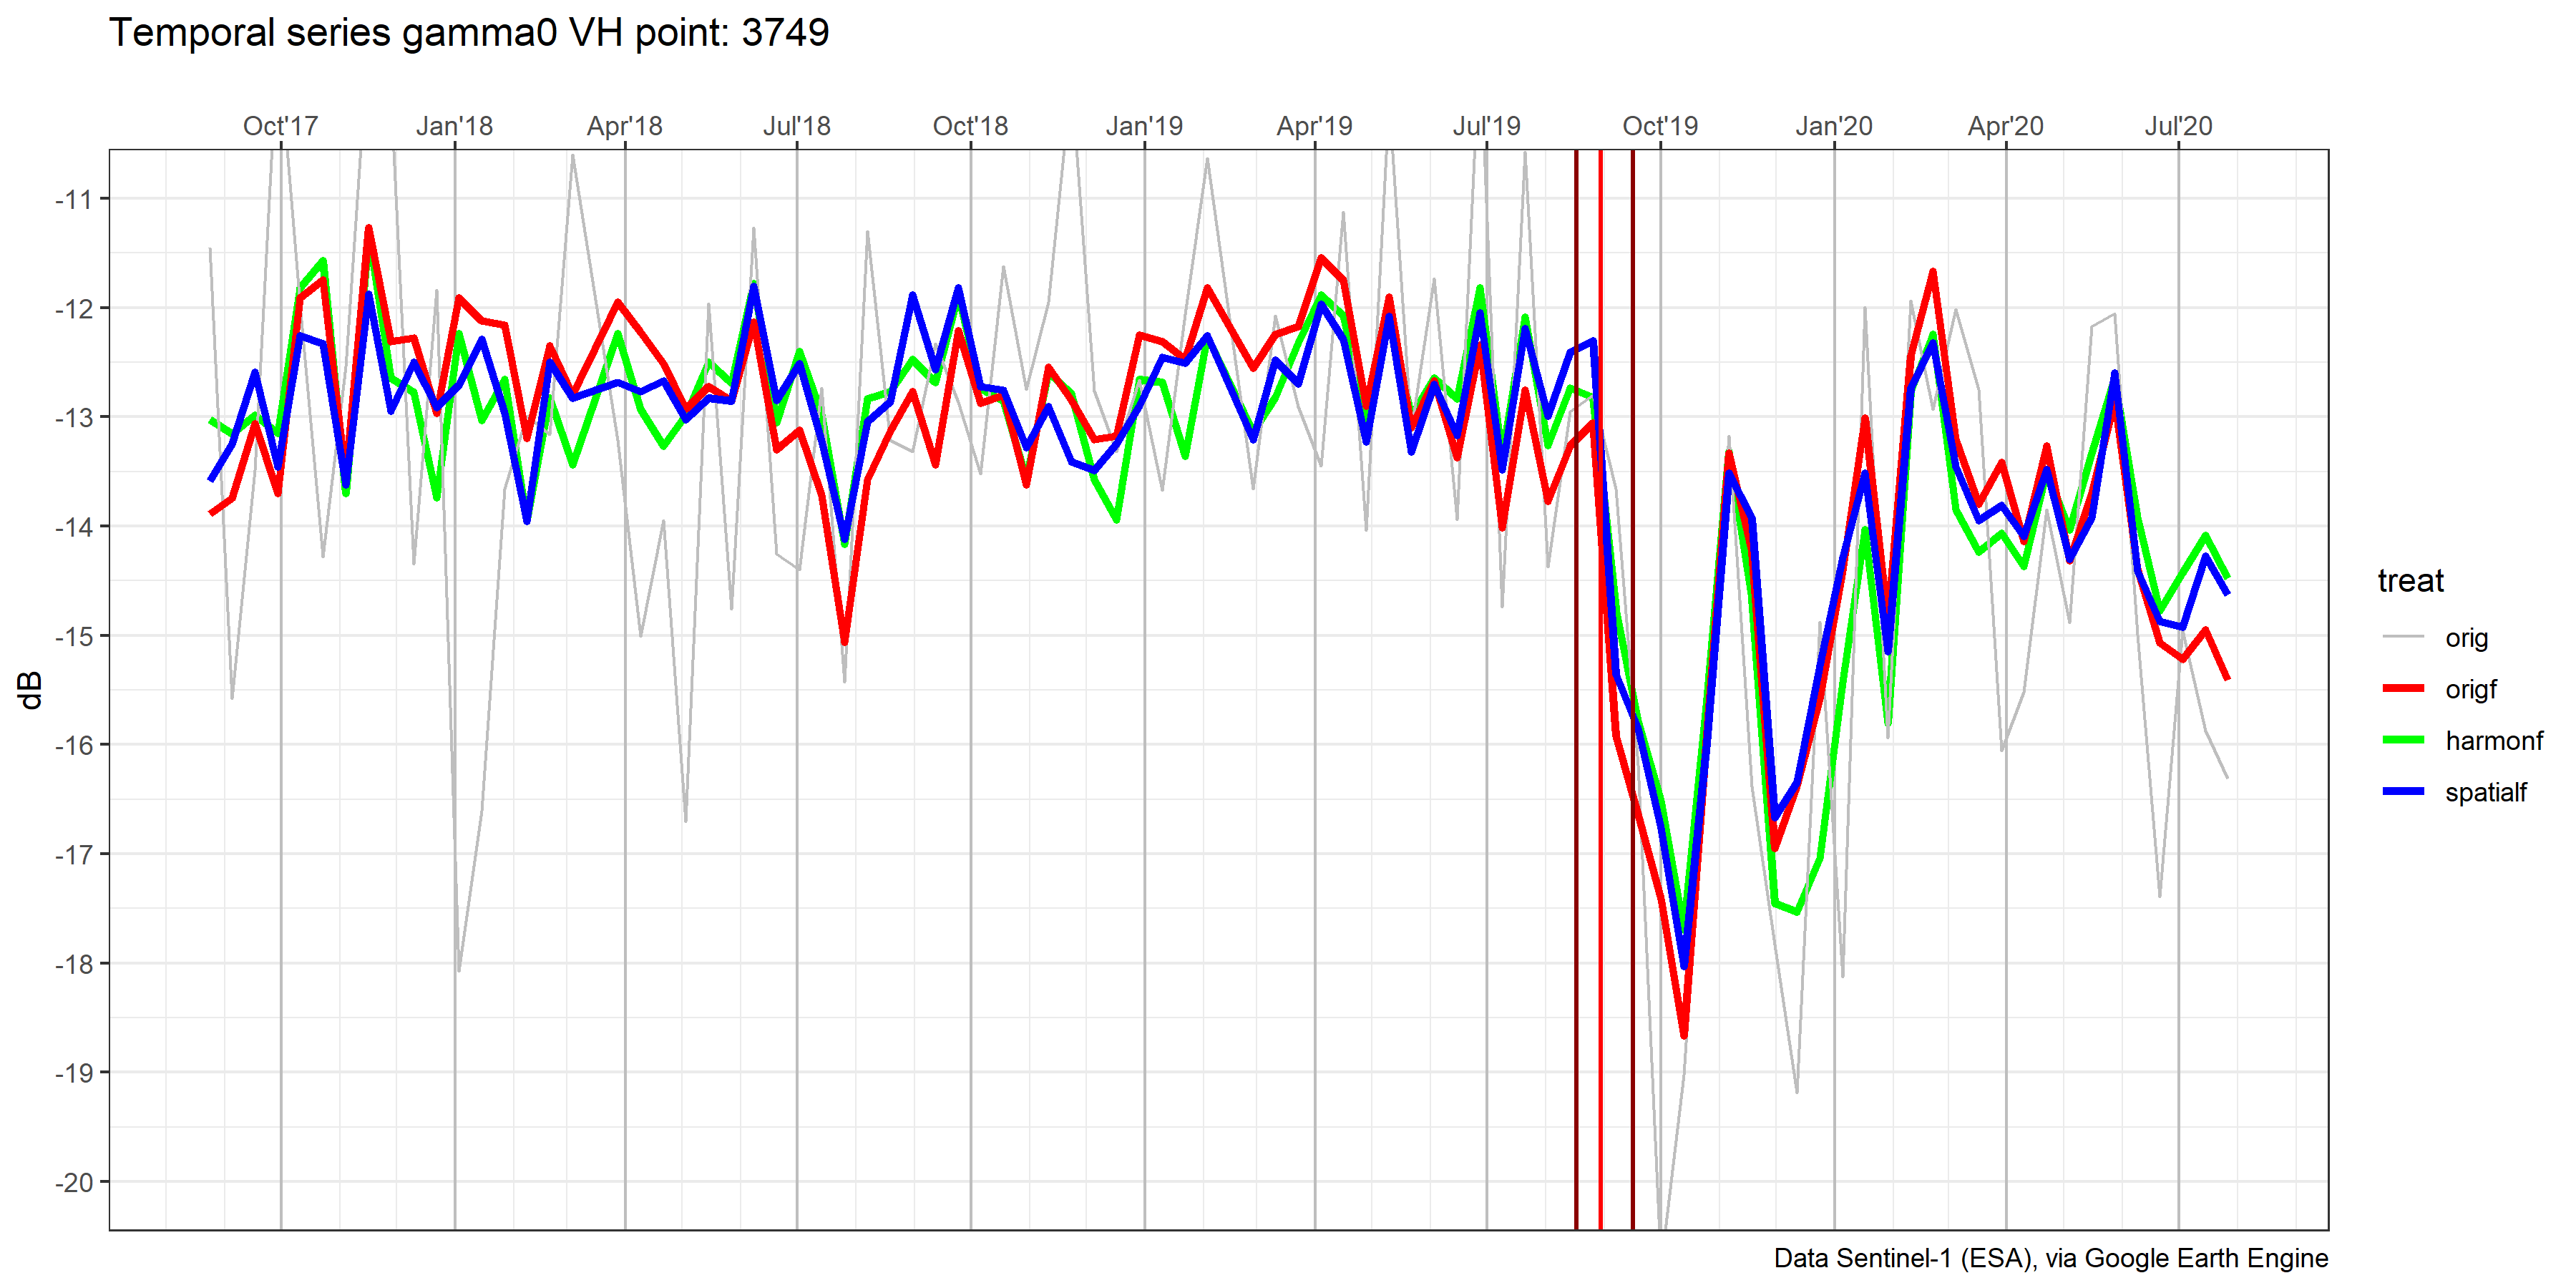 Temporal series gamma0 VH point: 3749
Oct'17 Jan'18 Apr'18 Jul'18 Oct'18 Jan'19 Apr'19 Jul'19 Oct'19 Jan'20 Apr'20 Jul'20
-11
-12
-13
-14
-15
-16
-17
-18
-19
-20
dB
treat
orig
origf
harmonf
spatialf
Data Sentinel-1 (ESA), via Google Earth Engine